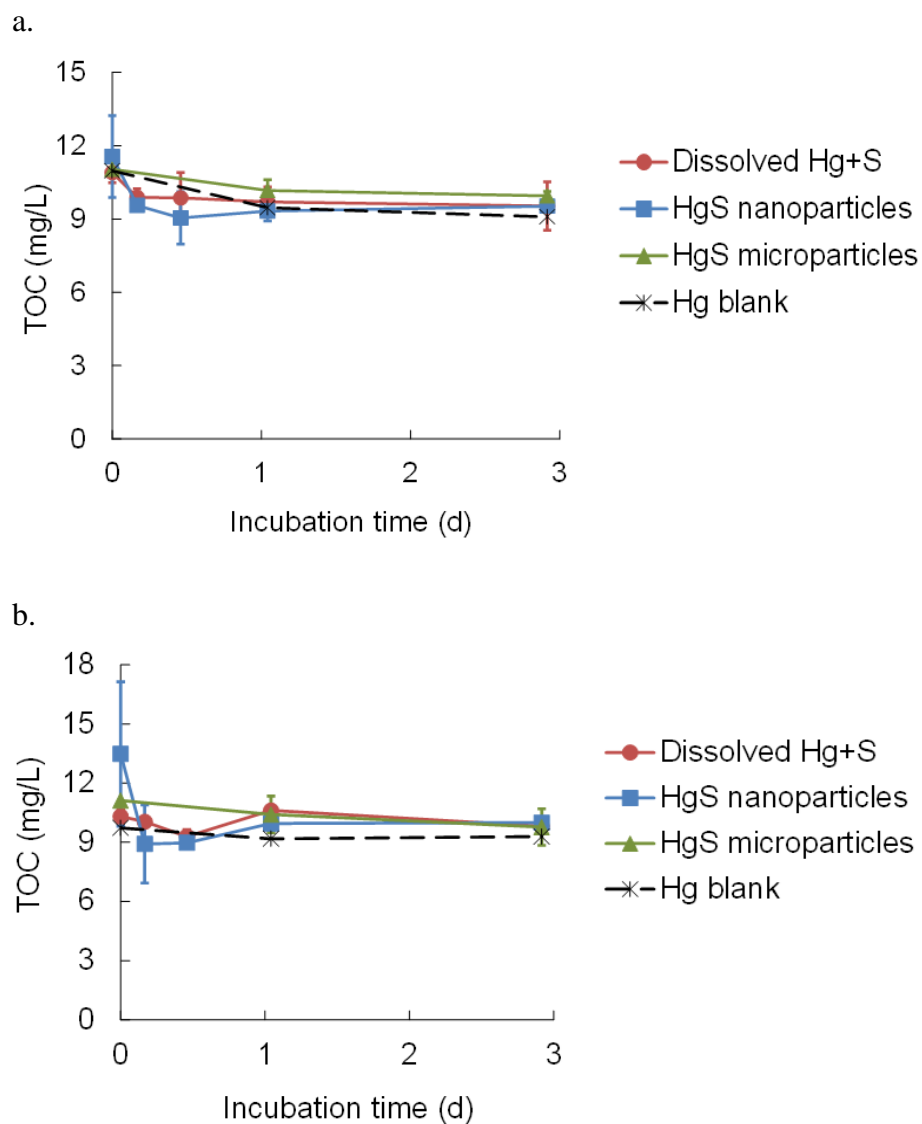 a.
15
12
9
6
3
0
TOC (mg/L)
0 1 2 3
Incubation time (d)
Dissolved Hg+S
HgS nanoparticles
HgS microparticles
Hg blank
b.
18
15
12
9
6
3
0
TOC (mg/L)
0 1 2 3
Incubation time (d)
Dissolved Hg+S
HgS nanoparticles
HgS microparticles
Hg blank